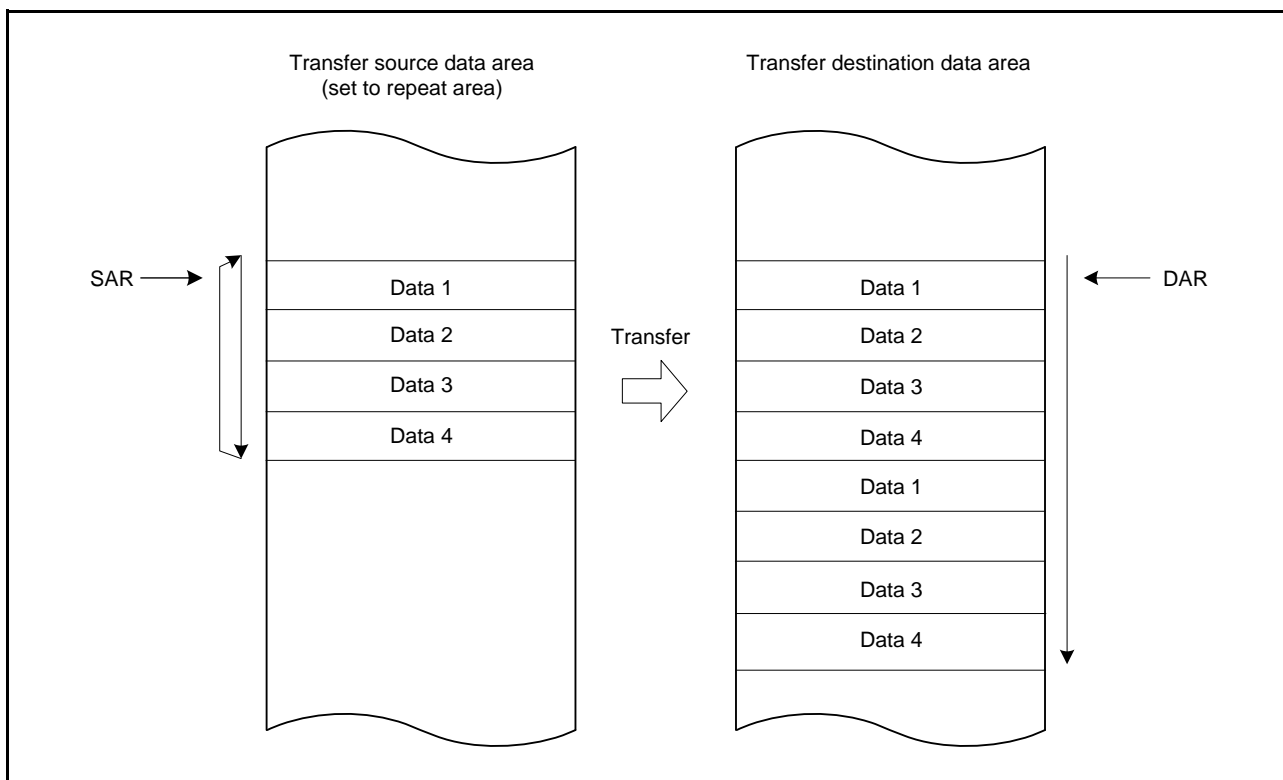 Transfer source data area
(set to repeat area)
Transfer destination data area
SAR
Data 1
Data 2
Data 3
Data 4
Transfer
Data 1
Data 2
Data 3
Data 4
Data 1
Data 2
Data 3
Data 4
DAR